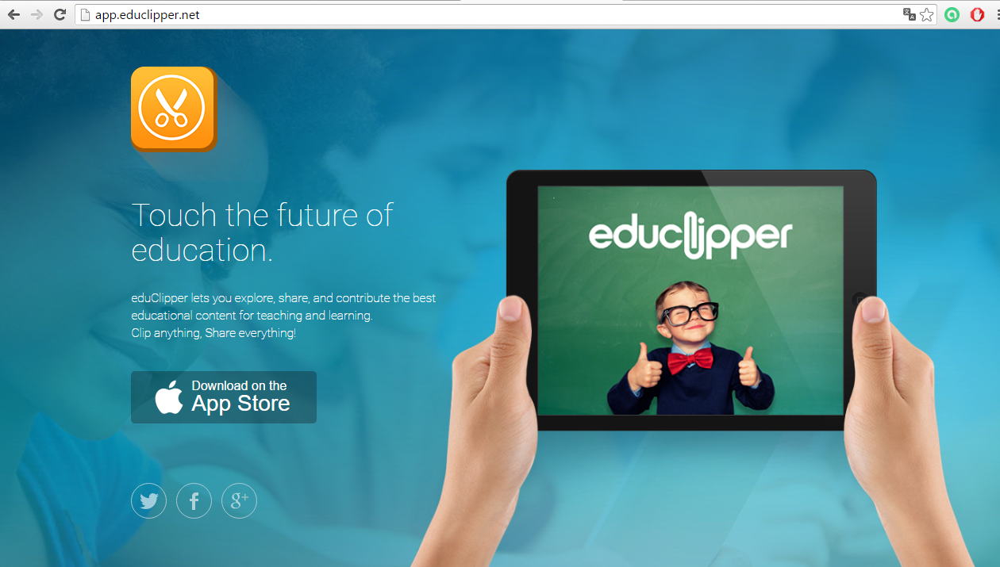 app.educlipper.net
Touch the future of
education.
educlipper
eduClipper lets you explore, share, and contribute the best
educational content for teaching and learning.
Clip anything, Share everything!
Download on the
App Store
f
g+